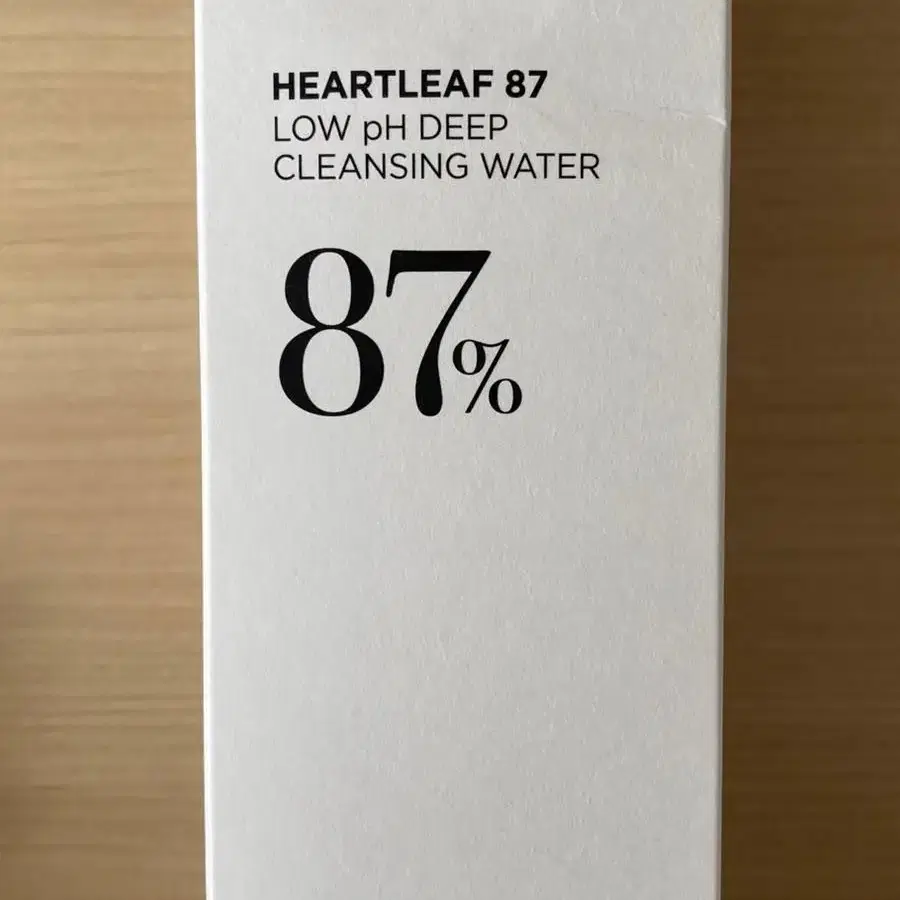 HEARTLEAF 87
LOW pH DEEP
CLEANSING WATER
87%